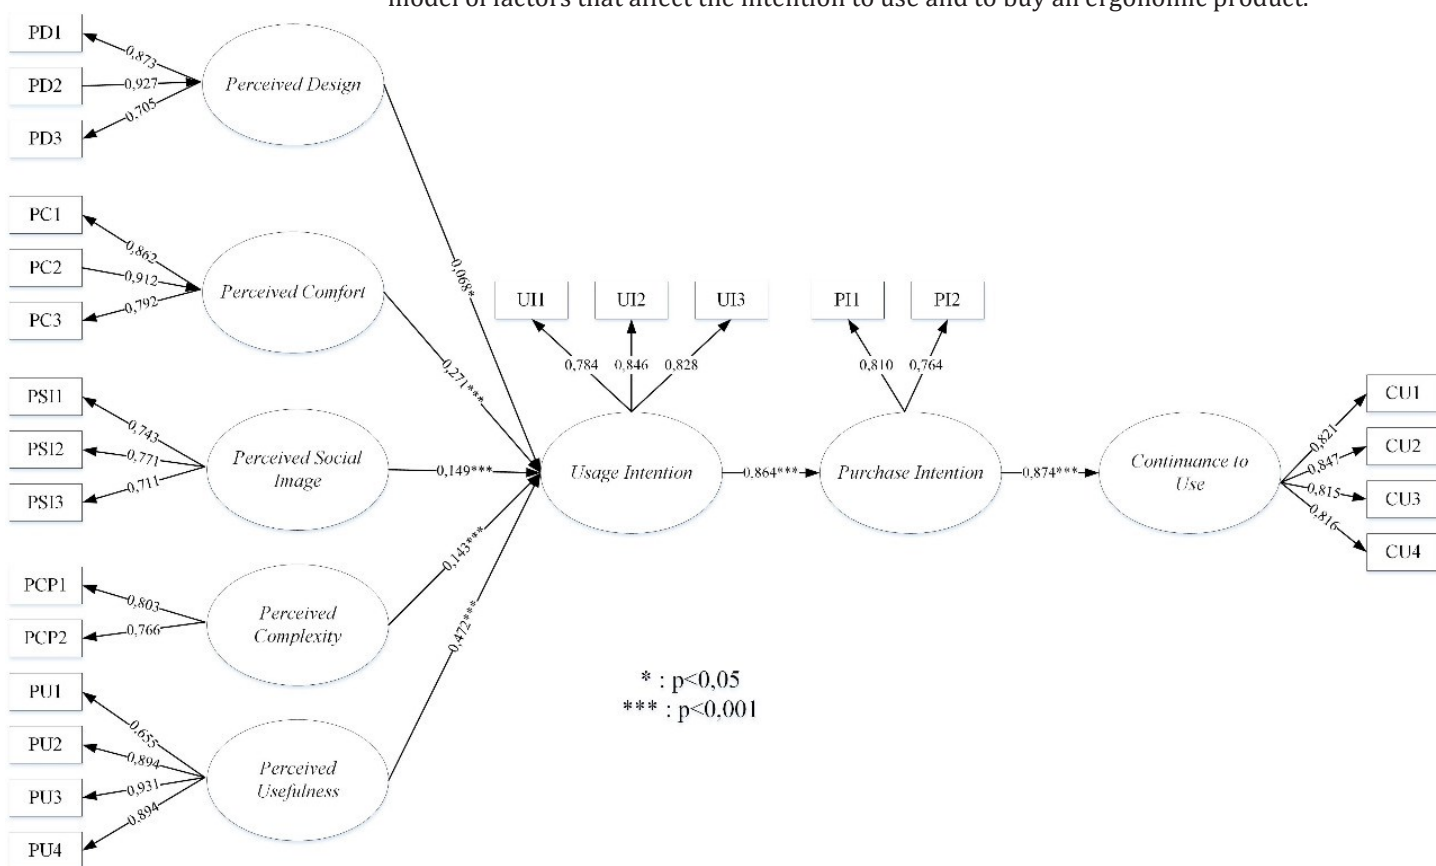 model of factors that affect the intention to use and to buy an ergonomic product.
PD1
PD2
PD3
0,873
0,927
0,705
Perceived Design
0,068*
PC1
PC2
PC3
0,862
0,912
0,792
Perceived Comfort
0,271***
PSI1
PSI2
PSI3
0,743
0,771
0,711
Perceived Social
Image
0,149***
PCP1
PCP2
0,803
0,766
Perceived
Complexity
0,143***
PU1
PU2
PU3
PU4
0,655
0,894
0,931
0,894
Perceived
Usefulness
0,472***
UI1
UI2
UI3
0,784
0,846
0,828
Usage Intention
0,864***
PI1
PI2
0,810
0,764
Purchase Intention
0,874***
Continuance to
Use
0,821
0,847
0,815
0,816
CU1
CU2
CU3
CU4
* : p<0,05
*** : p<0,001